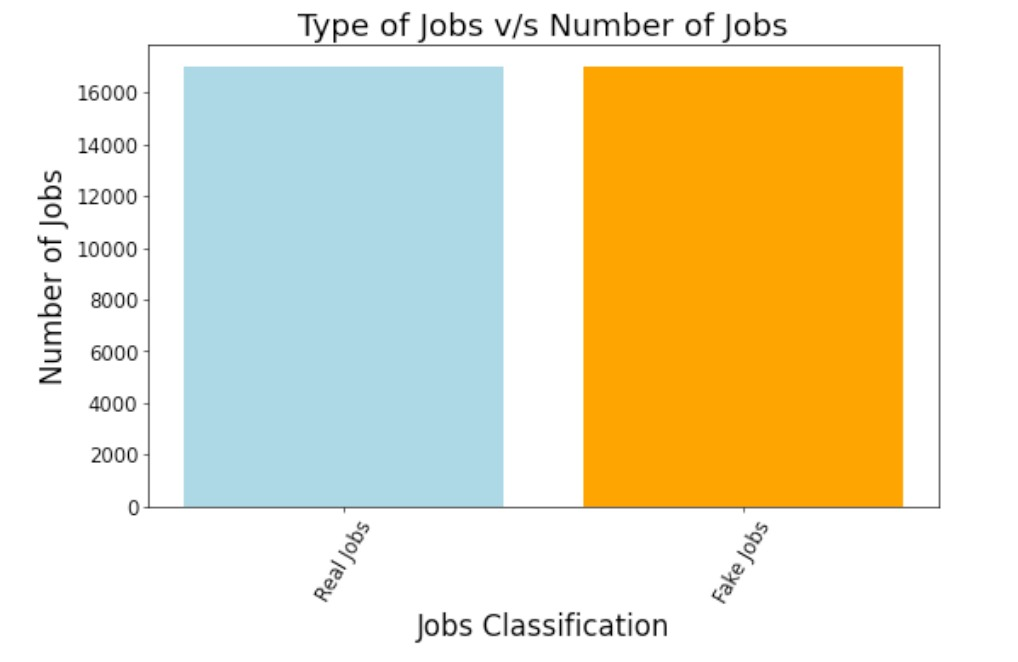 Type of Jobs v/s Number of Jobs
Number of Jobs
16000
14000
12000
10000
8000
6000
4000
2000
0
Real Jobs
Fake Jobs
Jobs Classification